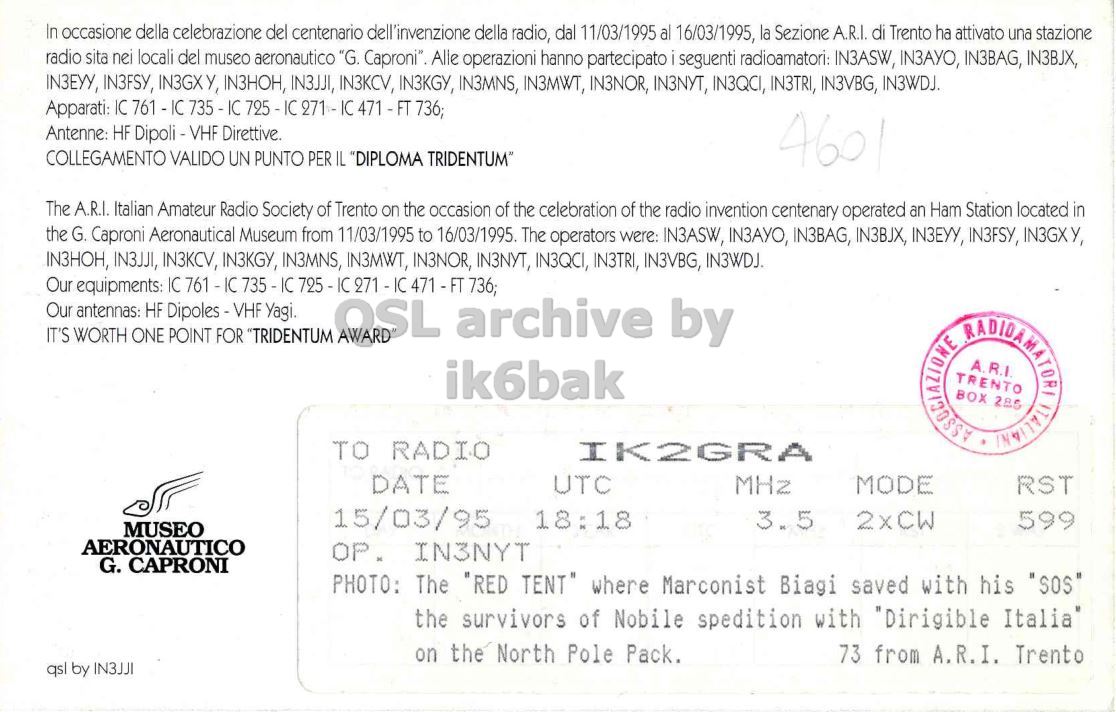 In occasione della celebrazione del centenario dell'invenzione della radio, dal 11/03/1995 al 16/03/1995, la Sezione A.R.I. di Trento ha attivato una stazione
radio sita nei locali del museo aeronautico "G. Caproni". Alle operazioni hanno partecipato i seguenti radioamatori: IN3ASW, IN3AYO, IN3BAG, IN3BJX,
IN3EYY, IN3FSY, IN3GX Y, IN3HOH, IN3JJI, IN3KCV, IN3KGY, IN3MNS, IN3MWT, IN3NOR, IN3NYT, IN3QCI, IN3TRI, IN3VBG, IN3WDJ.
Apparati: IC 761 - IC 735 - IC 725 - IC 271 - IC 471 - FT 736;
Antenne: HF Dipoli - VHF Direttive.
COLLEGAMENTO VALIDO UN PUNTO PER IL "DIPLOMA TRIDENTUM"
4601
The A.R.I. Italian Amateur Radio Society of Trento on the occasion of the celebration of the radio invention centenary operated an Ham Station located in
the G. Caproni Aeronautical Museum from 11/03/1995 to 16/03/1995. The operators were: IN3ASW, IN3AYO, IN3BAG, IN3BJX, IN3EYY, IN3FSY, IN3GX Y,
IN3HOH, IN3JJI, IN3KCV, IN3KGY, IN3MNS, IN3MWT, IN3NOR, IN3NYT, IN3QCI, IN3TRI, IN3VBG, IN3WDJ.
Our equipments: IC 761 - IC 735 - IC 725 - IC 271 - IC 471 - FT 736;
Our antennas: HF Dipoles - VHF Yagi.
IT'S WORTH ONE POINT FOR "TRIDENTUM AWARD"
QSL archive by
ik6bak
ASSOCIAZIONE RADIOAMATORI ITALIANI
A.R.I.
TRENTO
BOX 286
TO RADIO IK2GRA
DATE UTC MHz MODE RST
15/03/95 18:18 3.5 2xCW 599
OP. IN3NYT
PHOTO: The "RED TENT" where Marconist Biagi saved with his "SOS"
the survivors of Nobile spedition with "Dirigible Italia"
on the North Pole Pack. 73 from A.R.I. Trento
MUSEO
AERONAUTICO
G. CAPRONI
qsl by IN3JJI